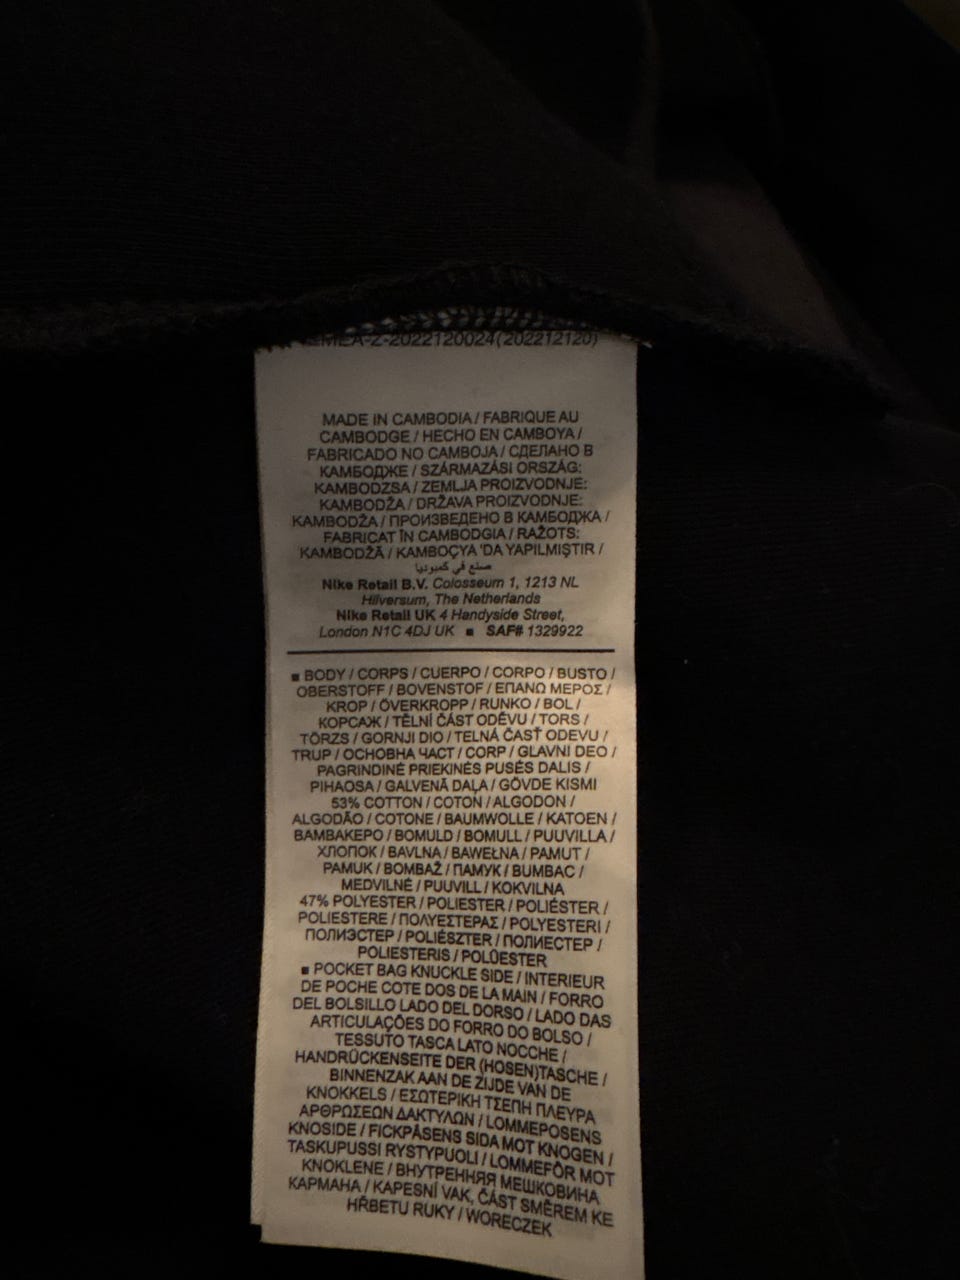 EMEA-Z-2022120024(202212120)
MADE IN CAMBODIA / FABRIQUE AU
CAMBODGE / HECHO EN CAMBOYA /
FABRICADO NO CAMBOJA / СДЕЛАНО В
КАМБОДЖЕ / SZÁRMAZÁSI ORSZÁG:
KAMBODZSA / ZEMLJA PROIZVODNJE:
KAMBODŽA / DRŽAVA PROIZVODNJE:
KAMBODŽA / ПРОИЗВЕДЕНО В КАМБОДЖА /
FABRICAT ÎN CAMBODGIA / RAŽOTS:
KAMBODŽĀ / KAMBOÇYA 'DA YAPILMIŞTIR /
صنع في كمبوديا
Nike Retail B.V. Colosseum 1, 1213 NL
Hilversum, The Netherlands
Nike Retail UK 4 Handyside Street,
London N1C 4DJ UK ■ SAF# 1329922
■ BODY / CORPS / CUERPO / CORPO / BUSTO /
OBERSTOFF / BOVENSTOF / ΕΠΑΝΩ ΜΕΡΟΣ /
KROP / ÖVERKROPP / RUNKO / BOL /
КОРСАЖ / TĚLNÍ ČÁST ODĚVU / TORS /
TÖRZS / GORNJI DIO / TELNÁ ČASŤ ODEVU /
TRUP / ОСНОВНА ЧАСТ / CORP / GLAVNI DEO /
PAGRINDINĖ PRIEKINĖS PUSĖS DALIS /
PIHAOSA / GALVENĀ DAĻA / GÖVDE KISMI
53% COTTON / COTON / ALGODON /
ALGODÃO / COTONE / BAUMWOLLE / KATOEN /
ΒΑΜΒΑΚΕΡΟ / BOMULD / BOMULL / PUUVILLA /
ХЛОПОК / BAVLNA / BAWEŁNA / PAMUT /
PAMUK / BOMBAŽ / ПАМУК / BUMBAC /
MEDVILNĖ / PUUVILL / KOKVILNA
47% POLYESTER / POLIESTER / POLIÉSTER /
POLIESTERE / ΠΟΛΥΕΣΤΕΡΑΣ / POLYESTERI /
ПОЛИЭСТЕР / POLIÉSZTER / ПОЛИЕСТЕР /
POLIESTERIS / POLÜESTER
■ POCKET BAG KNUCKLE SIDE / INTERIEUR
DE POCHE COTE DOS DE LA MAIN / FORRO
DEL BOLSILLO LADO DEL DORSO / LADO DAS
ARTICULAÇÕES DO FORRO DO BOLSO /
TESSUTO TASCA LATO NOCCHE /
HANDRÜCKENSEITE DER (HOSEN)TASCHE /
BINNENZAK AAN DE ZIJDE VAN DE
KNOKKELS / ΕΣΩΤΕΡΙΚΗ ΤΣΕΠΗ ΠΛΕΥΡΑ
ΑΡΘΡΩΣΕΩΝ ΔΑΚΤΥΛΩΝ / LOMMEPOSENS
KNOSIDE / FICKPÅSENS SIDA MOT KNOGEN /
TASKUPUSSI RYSTYPUOLI / LOMMEFÔR MOT
KNOKLENE / ВНУТРЕННЯЯ МЕШКОВИНА
КАРМАНА / KAPESNÍ VAK, ČÁST SMĚREM KE
HŘBETU RUKY / WORECZEK